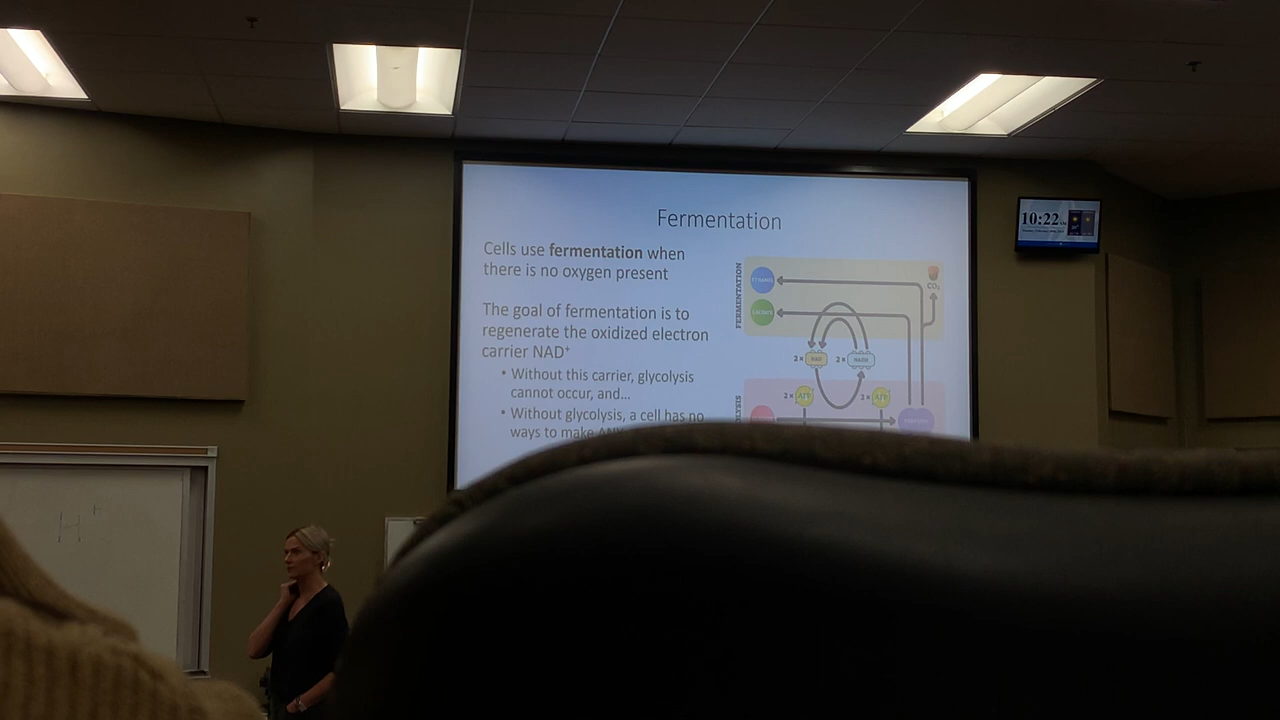 Fermentation
Cells use fermentation when
there is no oxygen present
The goal of fermentation is to
regenerate the oxidized electron
carrier NAD⁺
• Without this carrier, glycolysis
cannot occur, and...
• Without glycolysis, a cell has no
ways to make
FERMENTATION
CO₂
2× NAD 2× NADH
2× ATP 2× ATP
10:22
H⁺